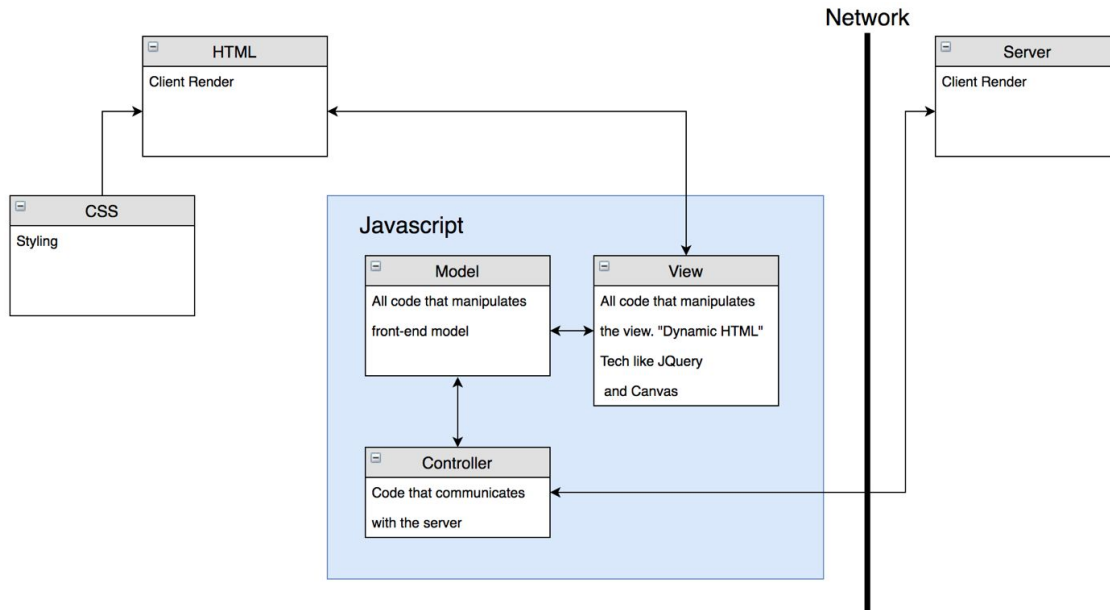 Network
HTML
Client Render
Server
Client Render
CSS
Styling
Javascript
Model
All code that manipulates
front-end model
View
All code that manipulates
the view. "Dynamic HTML"
Tech like JQuery
and Canvas
Controller
Code that communicates
with the server